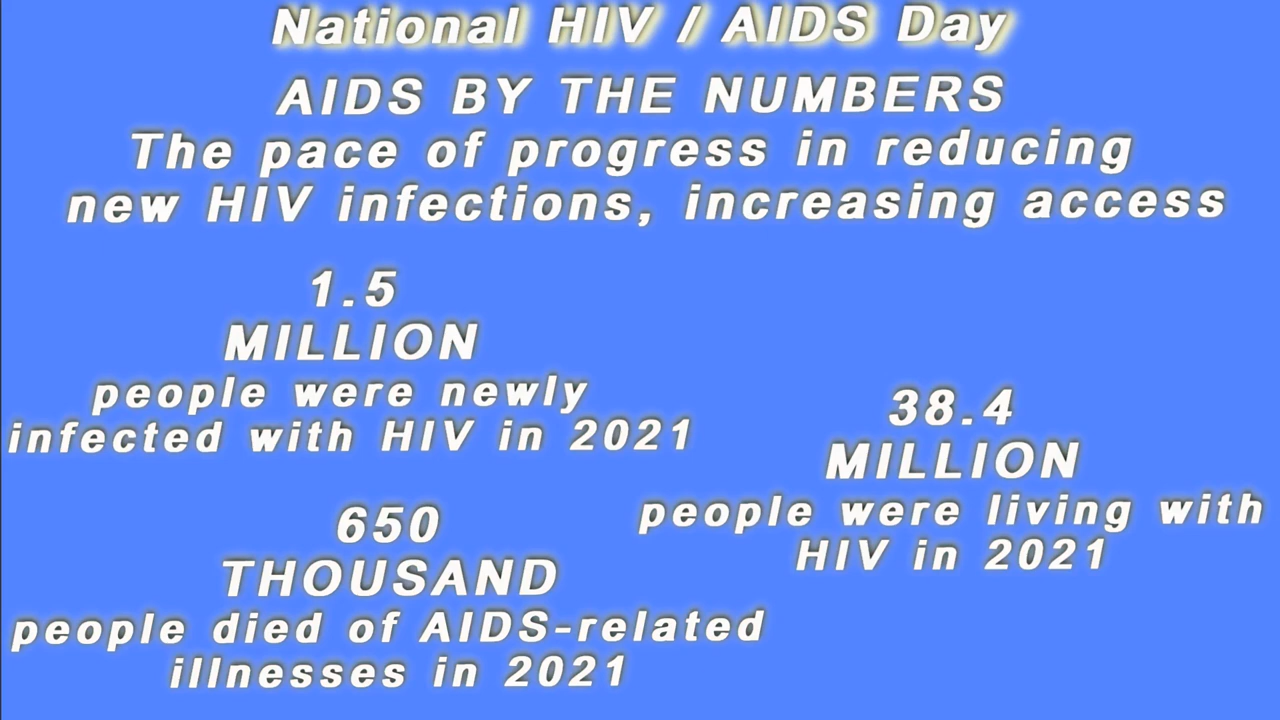 National HIV / AIDS Day
AIDS BY THE NUMBERS
The pace of progress in reducing
new HIV infections, increasing access
1.5
MILLION
people were newly
infected with HIV in 2021
38.4
MILLION
people were living with
HIV in 2021
650
THOUSAND
people died of AIDS-related
illnesses in 2021